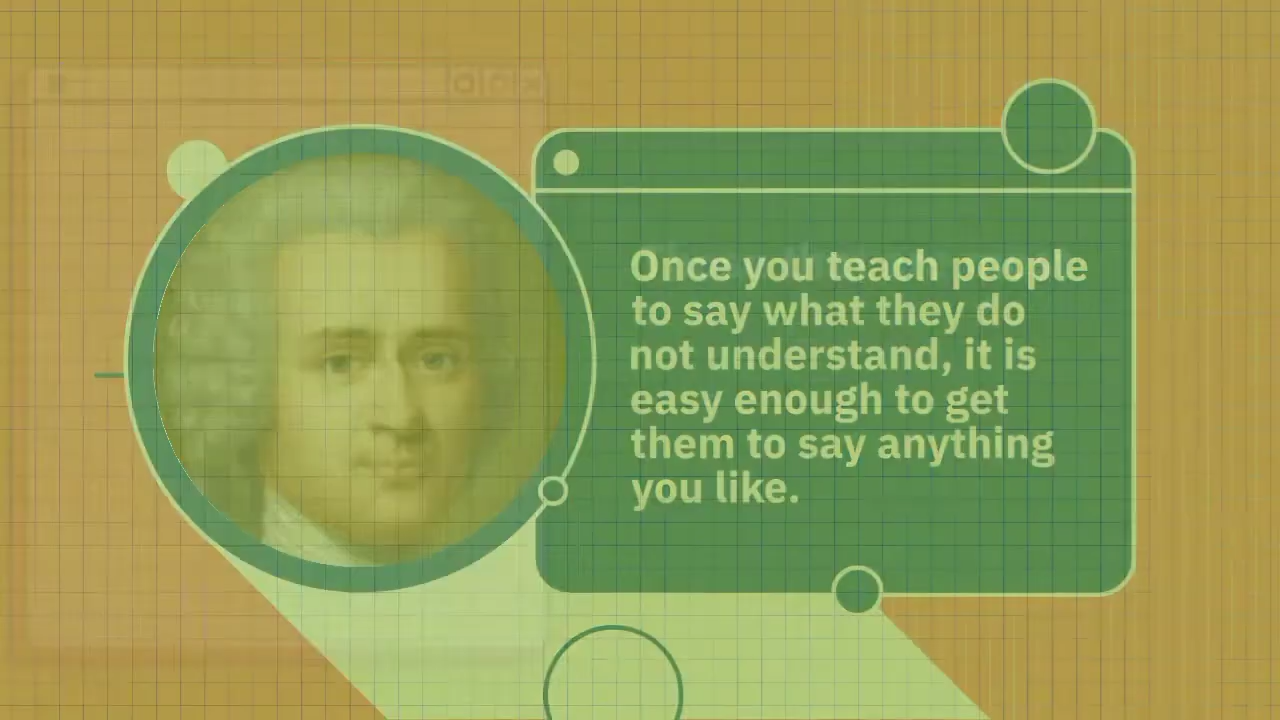 Once you teach people
to say what they do
not understand, it is
easy enough to get
them to say anything
you like.